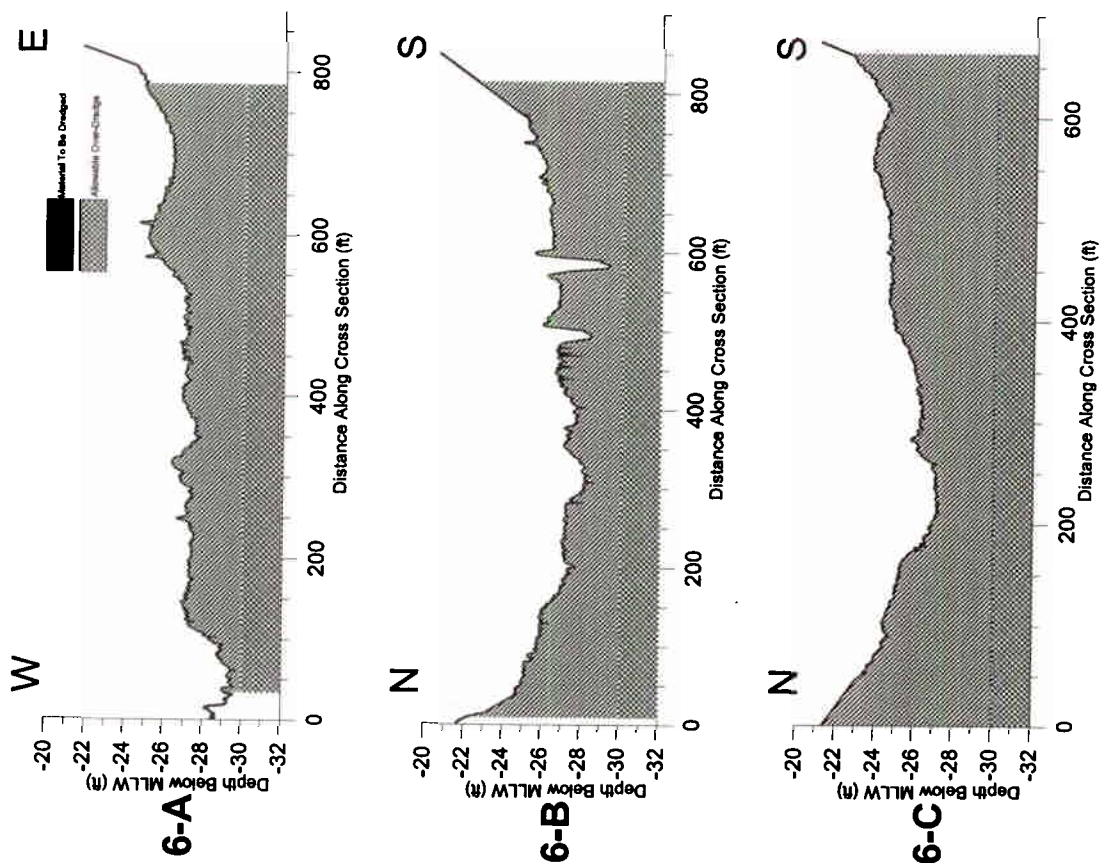 W
E
Material To Be Dredged
Allowable Over-Dredge
-20
-22
-24
-26
-28
-30
-32
Depth Below MLLW (ft)
6-A
0
200
400
600
800
Distance Along Cross Section (ft)
N
S
-20
-22
-24
-26
-28
-30
-32
Depth Below MLLW (ft)
6-B
0
200
400
600
800
Distance Along Cross Section (ft)
N
S
-20
-22
-24
-26
-28
-30
-32
Depth Below MLLW (ft)
6-C
0
200
400
600
Distance Along Cross Section (ft)